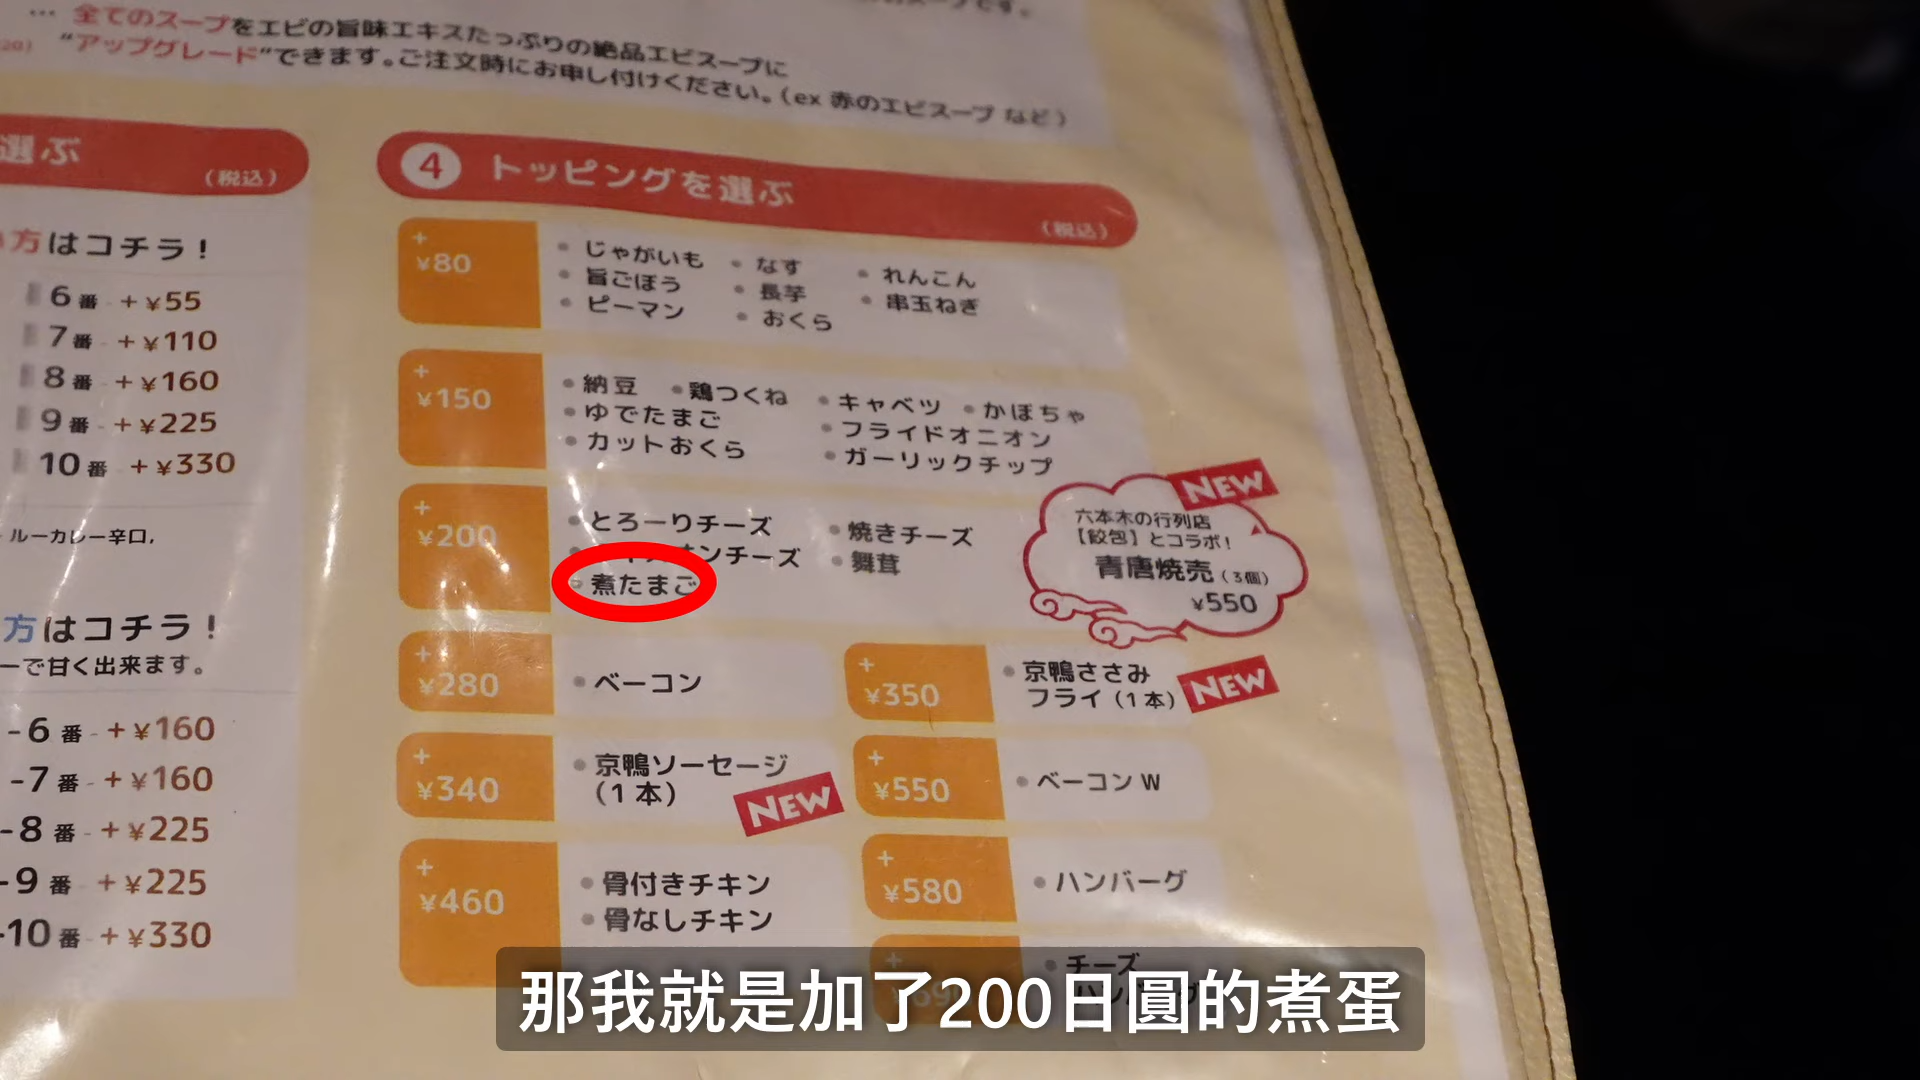 … 全てのスープをエビの旨味エキスたっぷりの絶品エビスープに
“アップグレード”できます。ご注文時にお申し付けください。（ex 赤のエビスープ など）
選ぶ
（税込）
方はコチラ！
6番 +¥55
7番 +¥110
8番 +¥160
9番 +¥225
10番 +¥330
ルーカレー辛口,
方はコチラ！
ーで甘く出来ます。
-6番 +¥160
-7番 +¥160
-8番 +¥225
-9番 +¥225
-10番 +¥330
4 トッピングを選ぶ
（税込）
+¥80
・じゃがいも ・なす ・れんこん
・旨ごぼう ・長芋 ・串玉ねぎ
・ピーマン ・おくら
+¥150
・納豆 ・鶏つくね ・キャベツ ・かぼちゃ
・ゆでたまご ・フライドオニオン
・カットおくら ・ガーリックチップ
+¥200
・とろーりチーズ ・焼きチーズ
ンチーズ ・舞茸
・煮たまご
NEW
六本木の行列店
【餃包】とコラボ！
青唐焼売（3個）
¥550
+¥280
・ベーコン
+¥350
・京鴨ささみ
フライ（1本）
NEW
+¥340
・京鴨ソーセージ
（1本）
NEW
+¥550
・ベーコン W
+¥460
・骨付きチキン
・骨なしチキン
+¥580
・ハンバーグ
・チーズ
那我就是加了200日圓的煮蛋